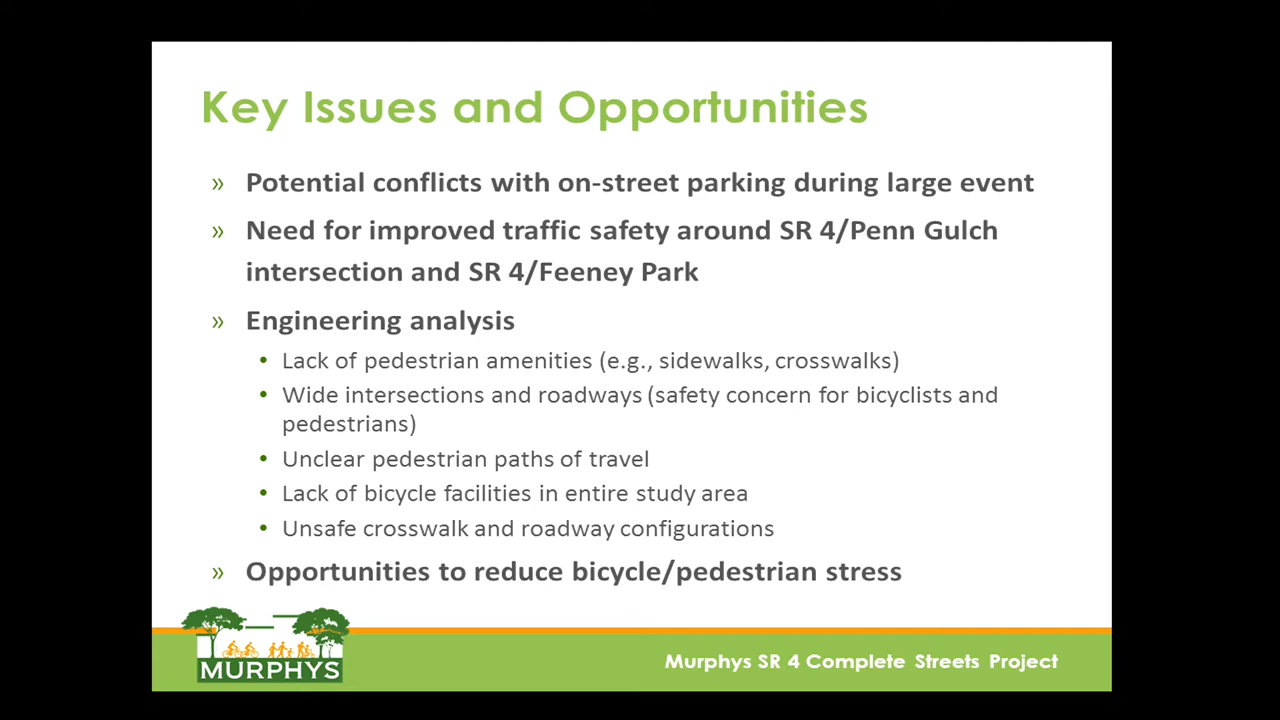 Key Issues and Opportunities
» Potential conflicts with on-street parking during large event
» Need for improved traffic safety around SR 4/Penn Gulch
intersection and SR 4/Feeney Park
» Engineering analysis
• Lack of pedestrian amenities (e.g., sidewalks, crosswalks)
• Wide intersections and roadways (safety concern for bicyclists and
pedestrians)
• Unclear pedestrian paths of travel
• Lack of bicycle facilities in entire study area
• Unsafe crosswalk and roadway configurations
» Opportunities to reduce bicycle/pedestrian stress
MURPHYS
Murphys SR 4 Complete Streets Project